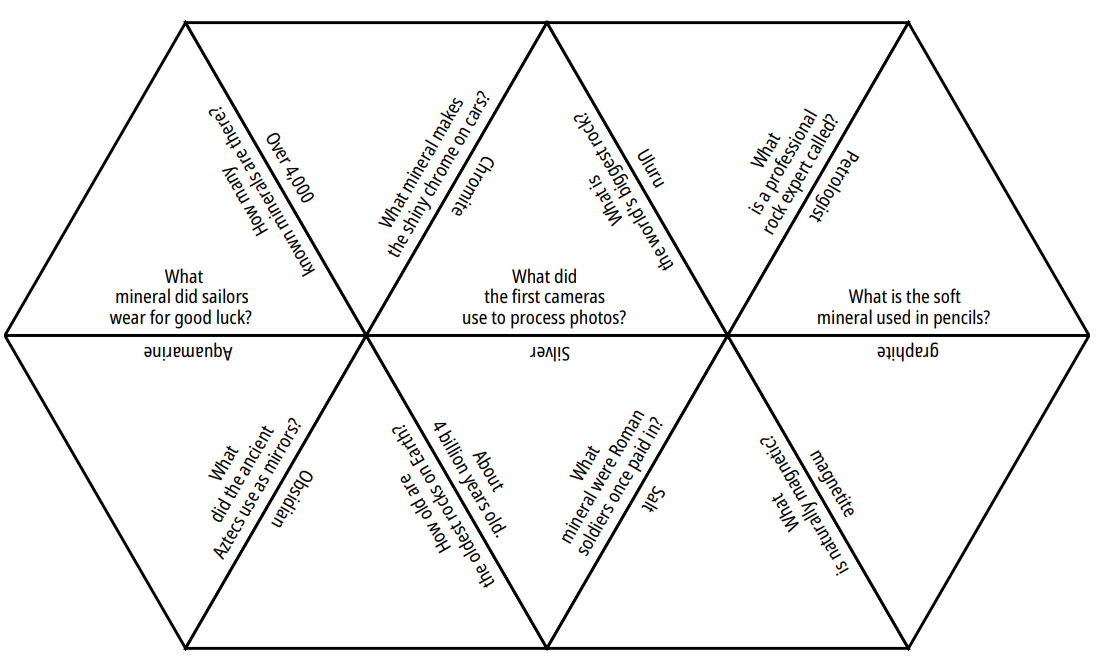 How many
known minerals are there?
Over 4,000
What mineral makes
the shiny chrome on cars?
Chromite
What is
the world's biggest rock?
Uluru
What
is a professional
rock expert called?
Petrologist
What
mineral did sailors
wear for good luck?
What did
the first cameras
use to process photos?
What is the soft
mineral used in pencils?
Aquamarine
Silver
graphite
What
did the ancient
Aztecs use as mirrors?
Obsidian
How old are
the oldest rocks on Earth?
About
4 billion years old.
What
mineral were Roman
soldiers once paid in?
Salt
What
is naturally magnetic?
magnetite